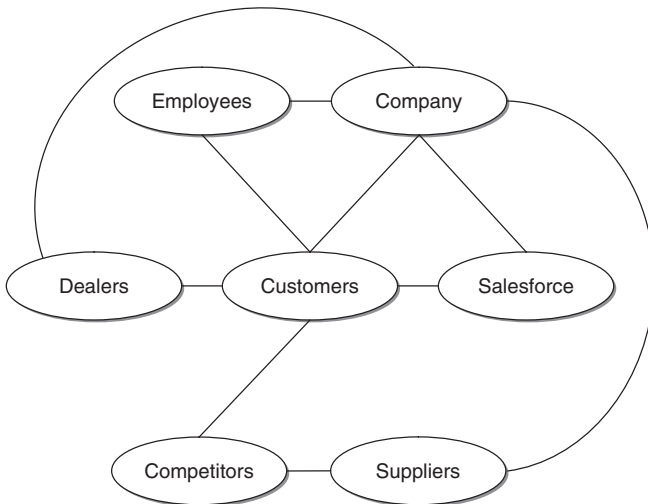 Employees
Company
Dealers
Customers
Salesforce
Competitors
Suppliers